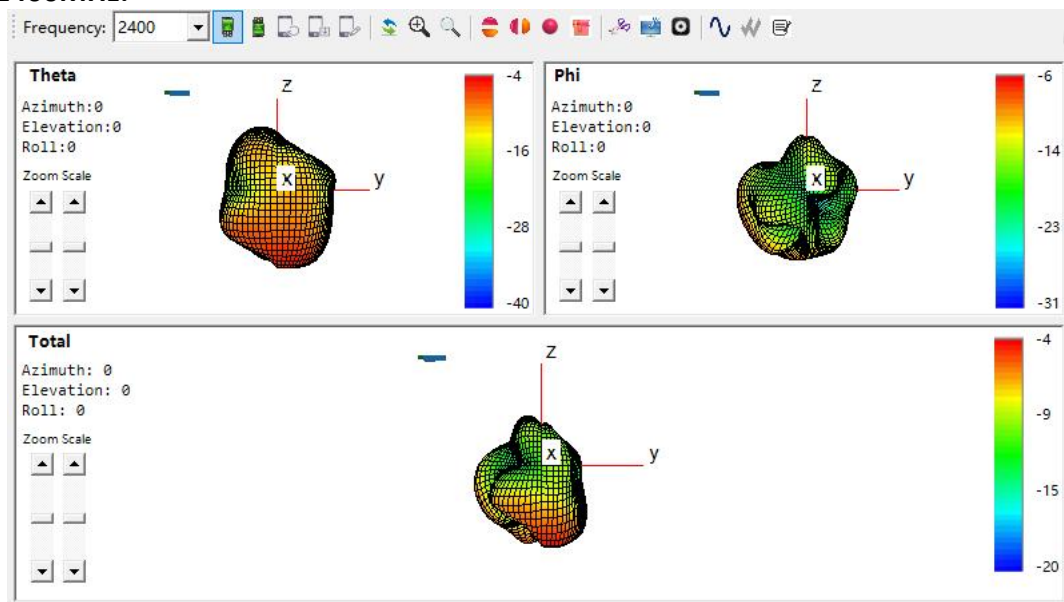 Frequency: 2400
Theta
Azimuth:0
Elevation:0
Roll:0
Zoom Scale
z
x
y
-4
-16
-28
-40
Phi
Azimuth:0
Elevation:0
Roll:0
Zoom Scale
z
x
y
-6
-14
-23
-31
Total
Azimuth: 0
Elevation: 0
Roll: 0
Zoom Scale
z
x
y
-4
-9
-15
-20